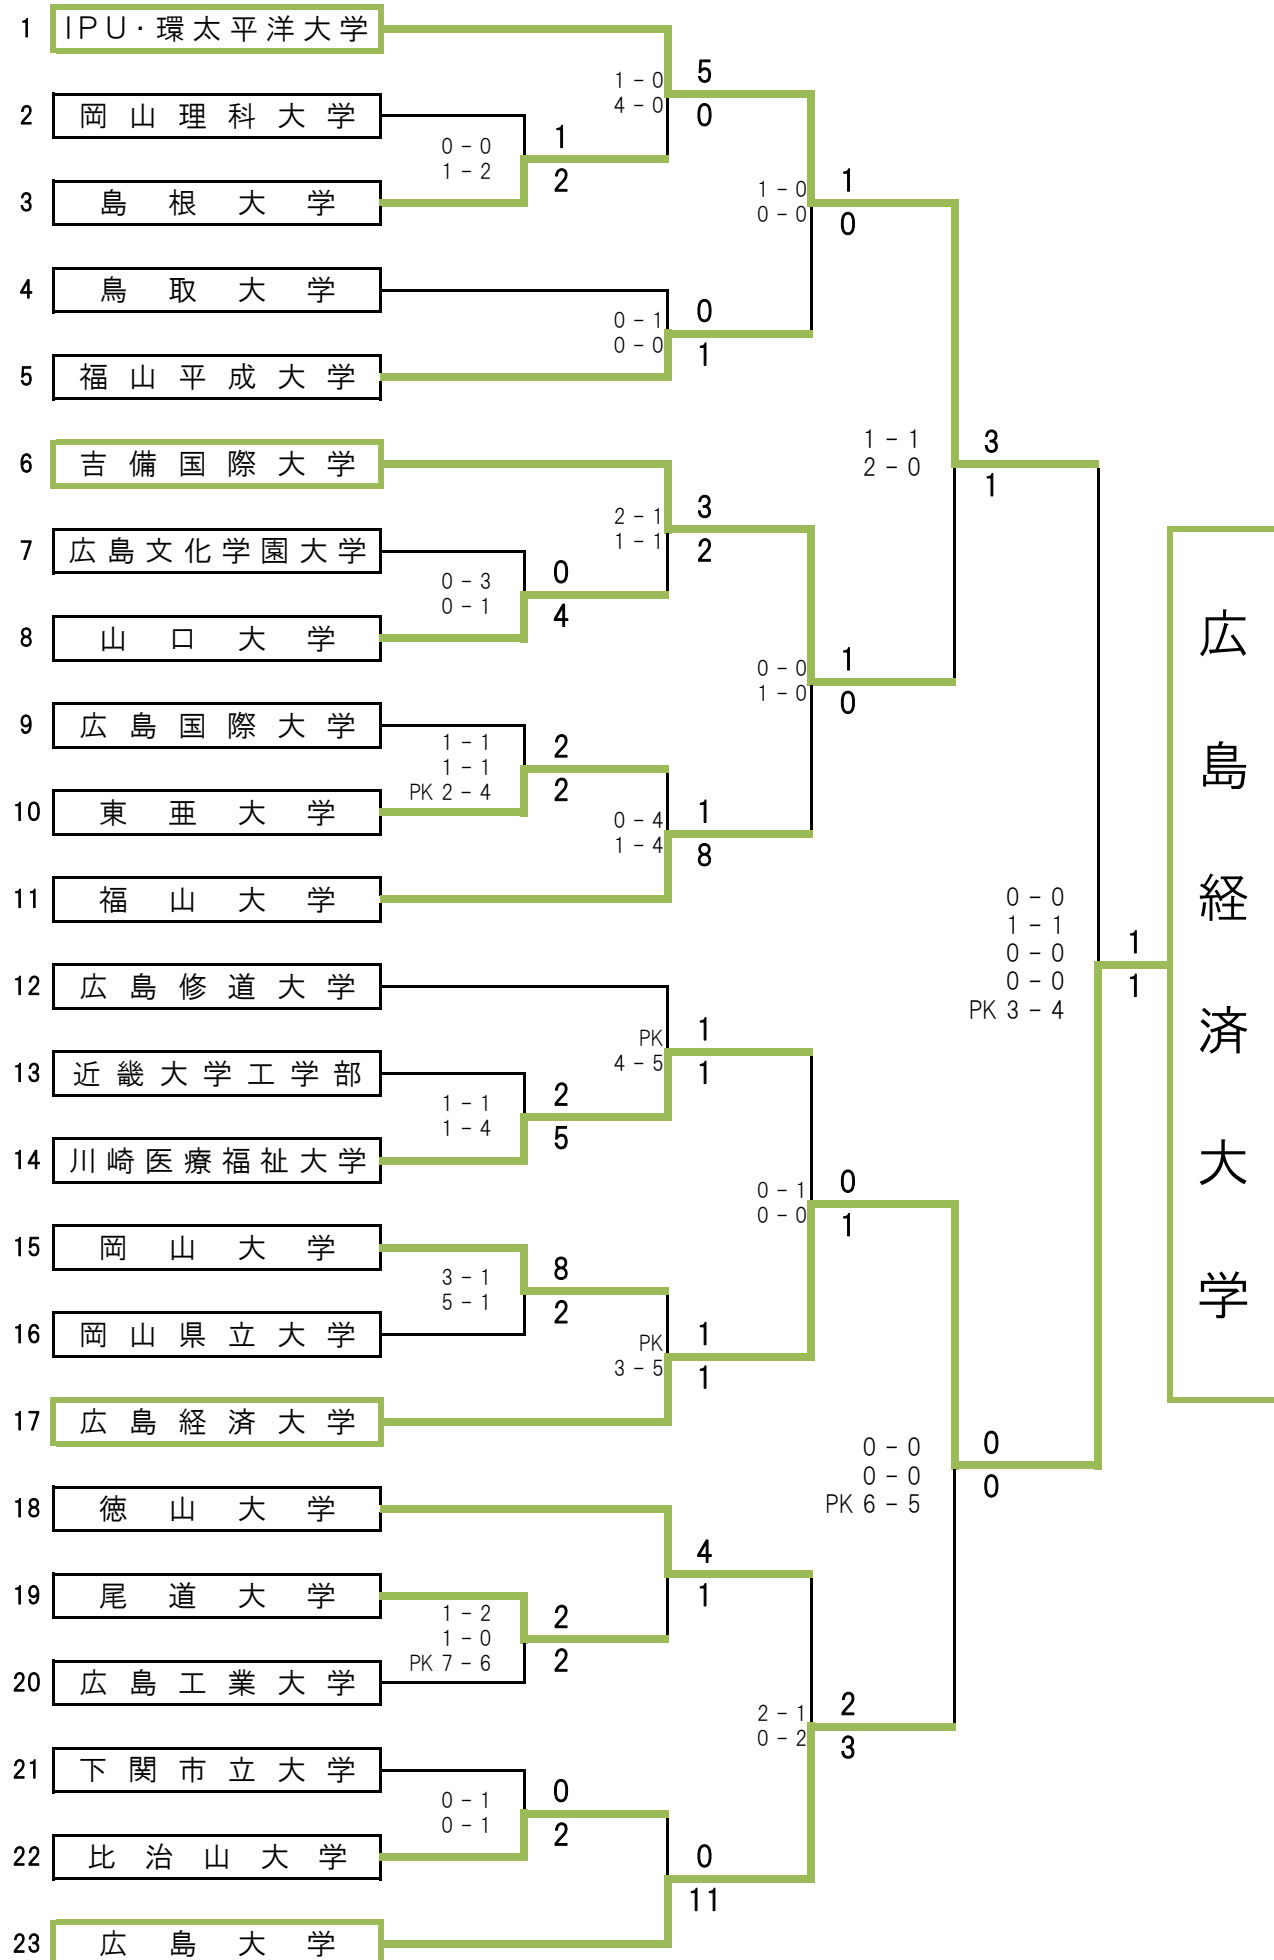 1 IPU・環太平洋大学
2 岡山理科大学
3 島根大学
4 鳥取大学
5 福山平成大学
6 吉備国際大学
7 広島文化学園大学
8 山口大学
9 広島国際大学
10 東亜大学
11 福山大学
12 広島修道大学
13 近畿大学工学部
14 川崎医療福祉大学
15 岡山大学
16 岡山県立大学
17 広島経済大学
18 徳山大学
19 尾道大学
20 広島工業大学
21 下関市立大学
22 比治山大学
23 広島大学
0 - 0
1 - 2
1
2
0 - 3
0 - 1
0
4
1 - 1
1 - 1
PK 2 - 4
2
2
1 - 1
1 - 4
2
5
3 - 1
5 - 1
8
2
1 - 2
1 - 0
PK 7 - 6
2
2
0 - 1
0 - 1
0
2
1 - 0
4 - 0
5
0
0 - 1
0 - 0
0
1
2 - 1
1 - 1
3
2
0 - 4
1 - 4
1
8
PK
4 - 5
1
1
PK
3 - 5
1
1
4
1
0
11
1 - 0
0 - 0
1
0
0 - 0
1 - 0
1
0
0 - 1
0 - 0
0
1
2 - 1
0 - 2
2
3
1 - 1
2 - 0
3
1
0 - 0
0 - 0
PK 6 - 5
0
0
0 - 0
1 - 1
0 - 0
0 - 0
PK 3 - 4
1
1
広島経済大学